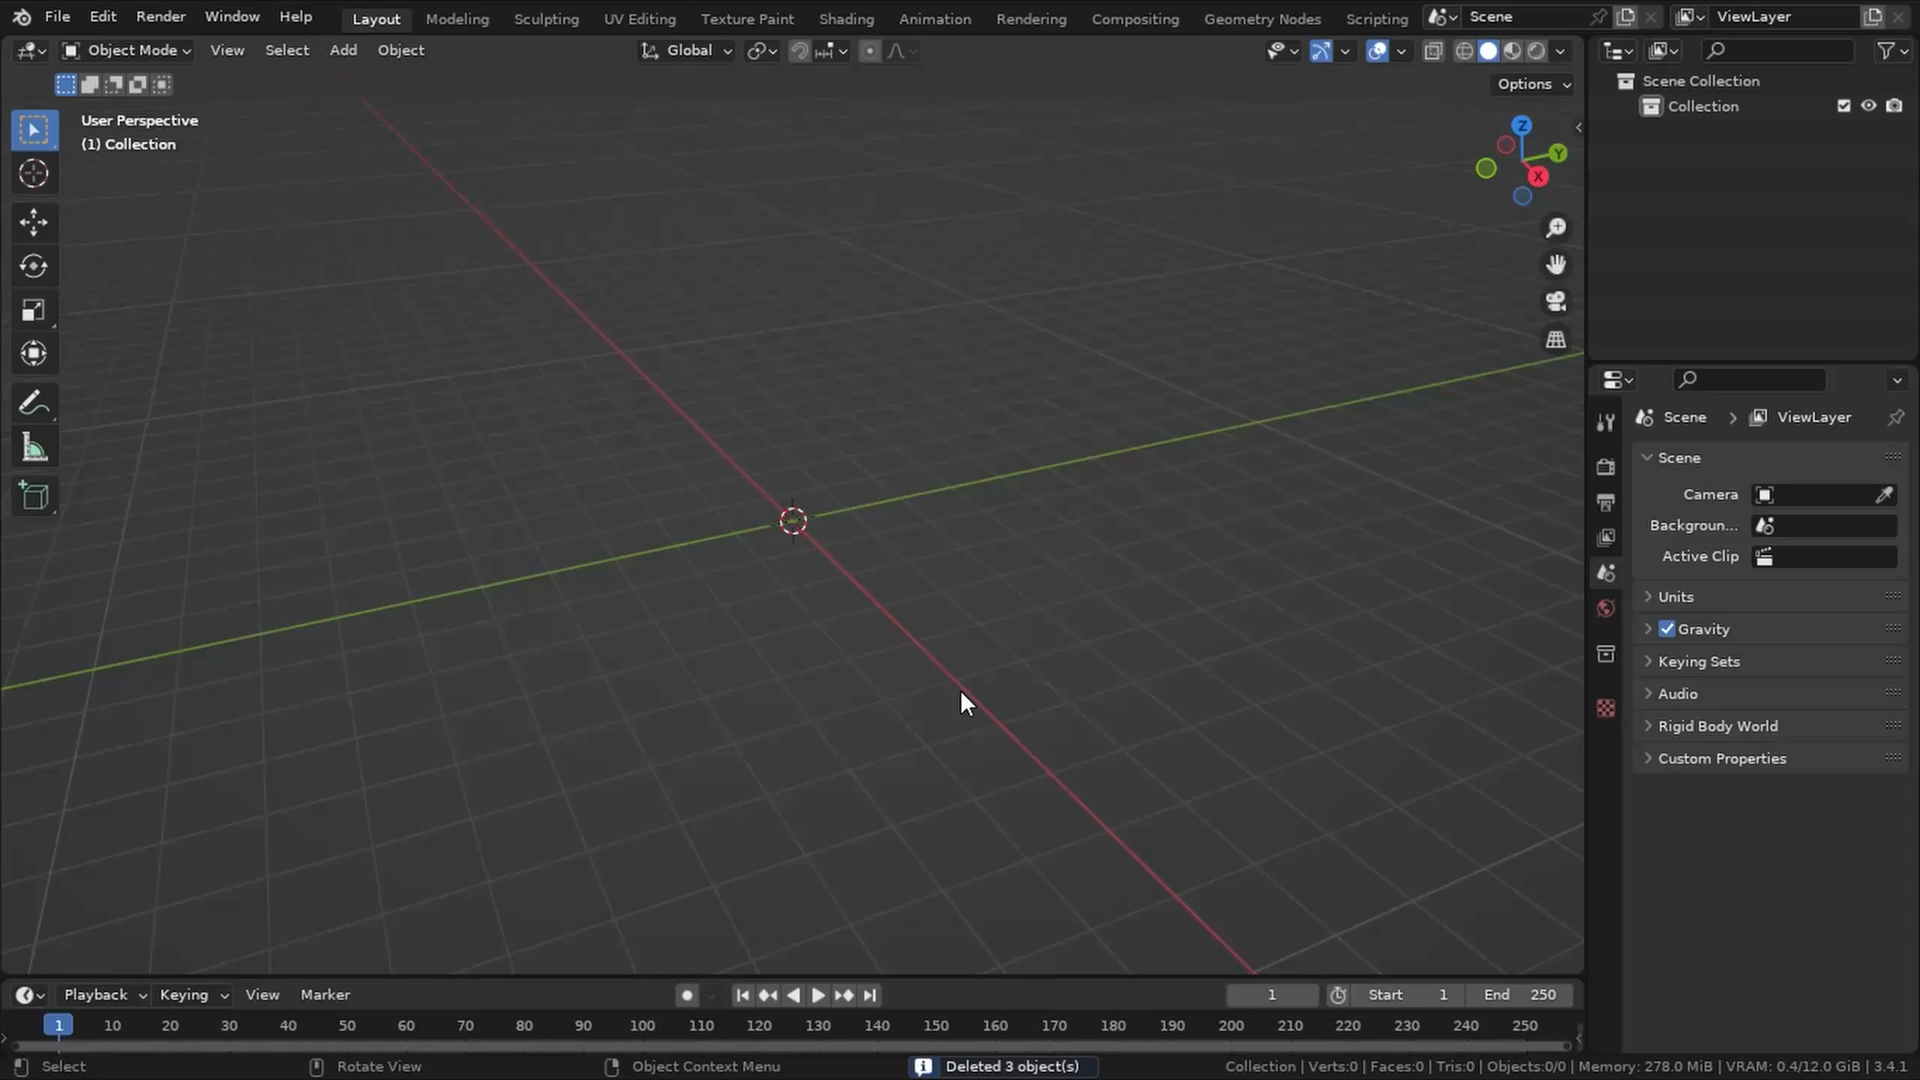 File Edit Render Window Help Layout Modeling Sculpting UV Editing Texture Paint Shading Animation Rendering Compositing Geometry Nodes Scripting Scene ViewLayer
Object Mode View Select Add Object Global
Options
User Perspective
(1) Collection
Z
Y
X
Scene Collection
Collection
Scene ViewLayer
Scene
Camera
Backgroun...
Active Clip
Units
Gravity
Keying Sets
Audio
Rigid Body World
Custom Properties
Playback Keying View Marker 1 Start 1 End 250
1 10 20 30 40 50 60 70 80 90 100 110 120 130 140 150 160 170 180 190 200 210 220 230 240 250
Select Rotate View Object Context Menu Deleted 3 object(s) Collection | Verts:0 | Faces:0 | Tris:0 | Objects:0/0 | Memory: 278.0 MiB | VRAM: 0.4/12.0 GiB | 3.4.1